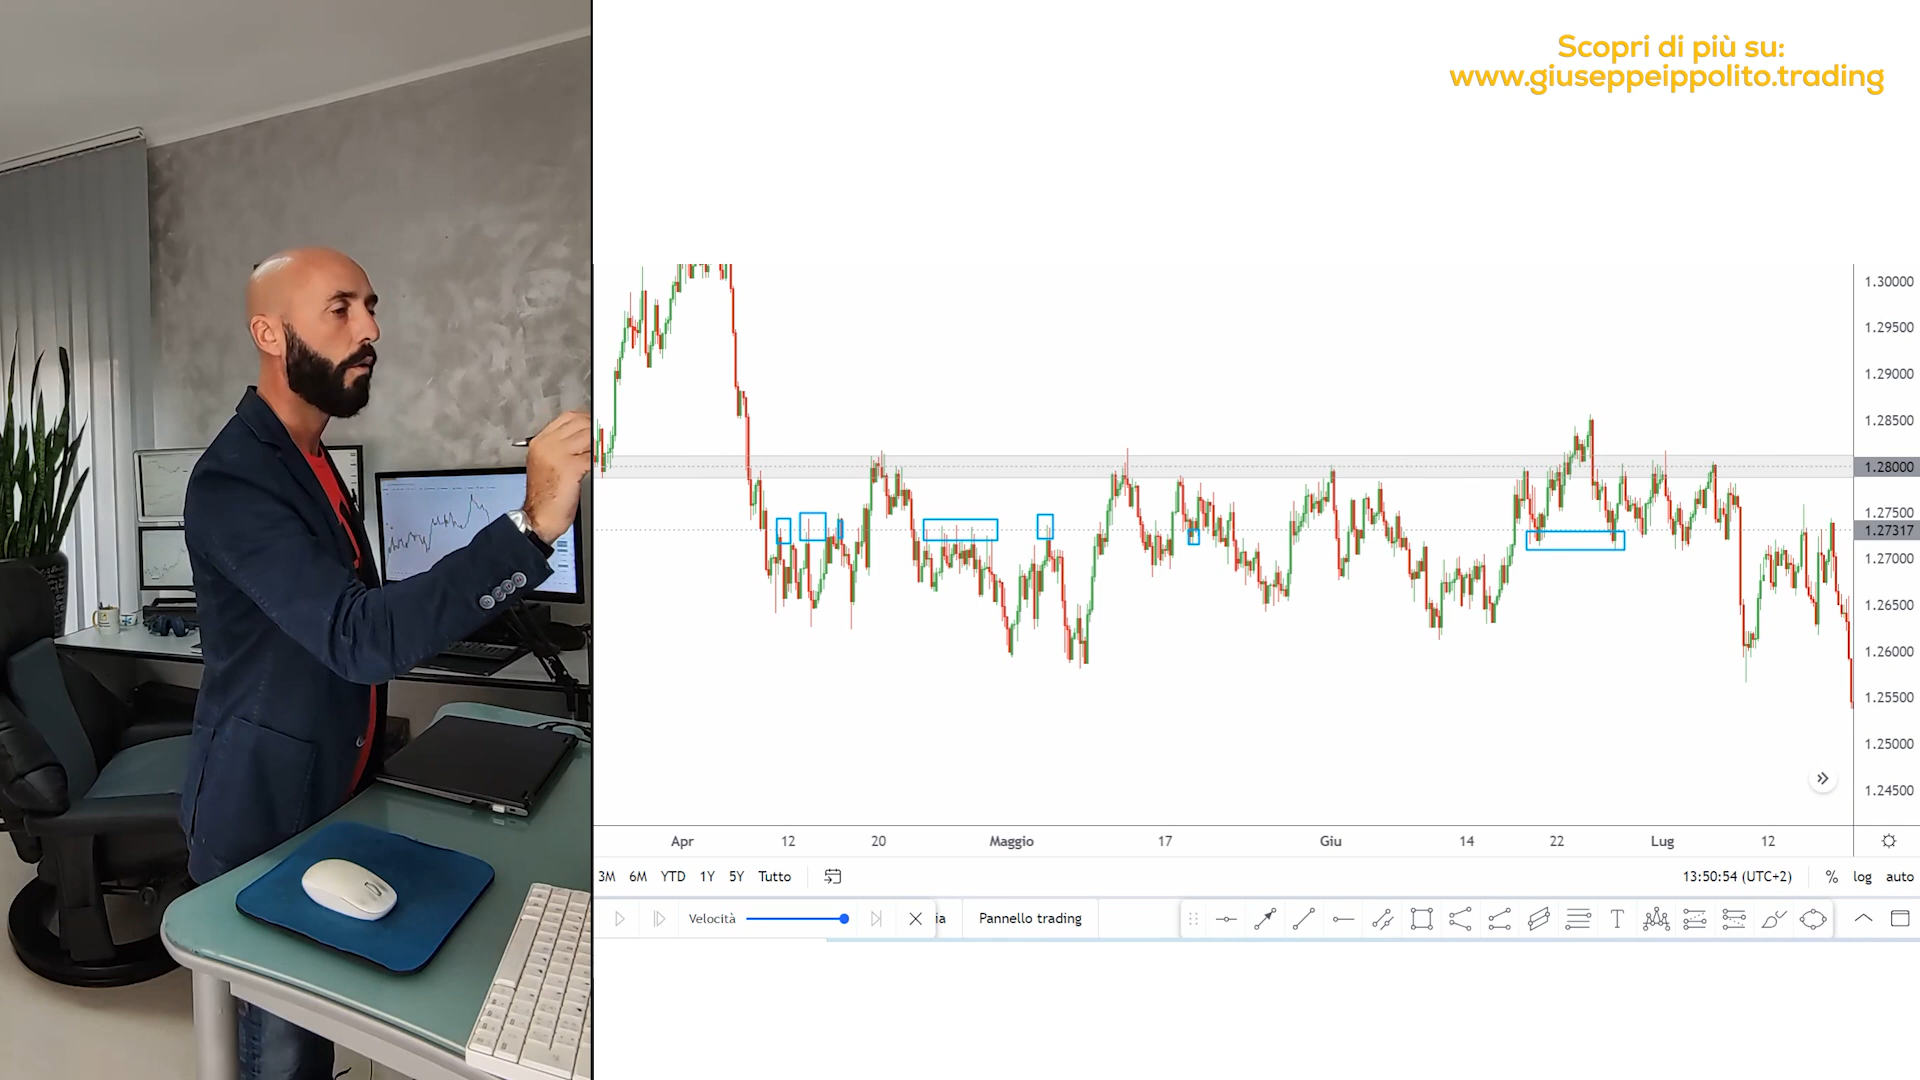 Scopri di più su:
www.giuseppeippolito.trading
1.30000
1.29500
1.29000
1.28500
1.28000
1.27500
1.27317
1.27000
1.26500
1.26000
1.25500
1.25000
1.24500
Apr 12 20 Maggio 17 Giu 14 22 Lug 12
3M 6M YTD 1Y 5Y Tutto 13:50:54 (UTC+2) % log auto
Velocità ia Pannello trading T